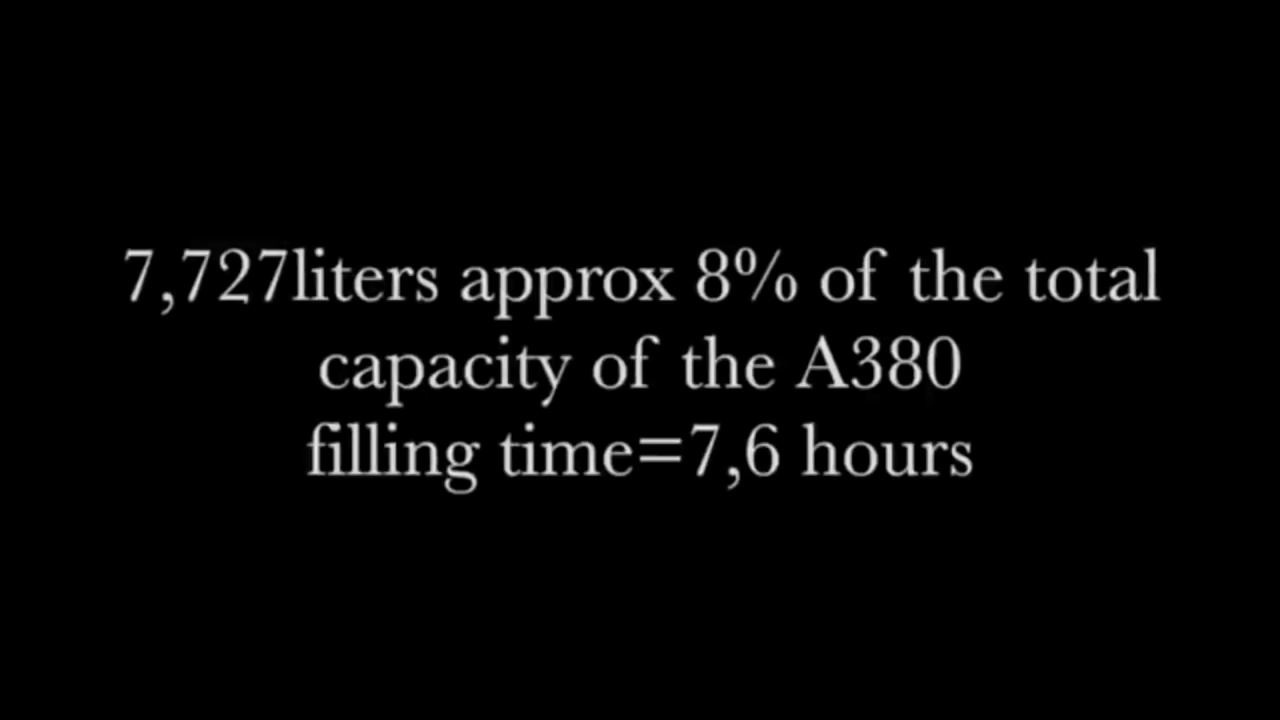 7,727liters approx 8% of the total
capacity of the A380
filling time=7,6 hours